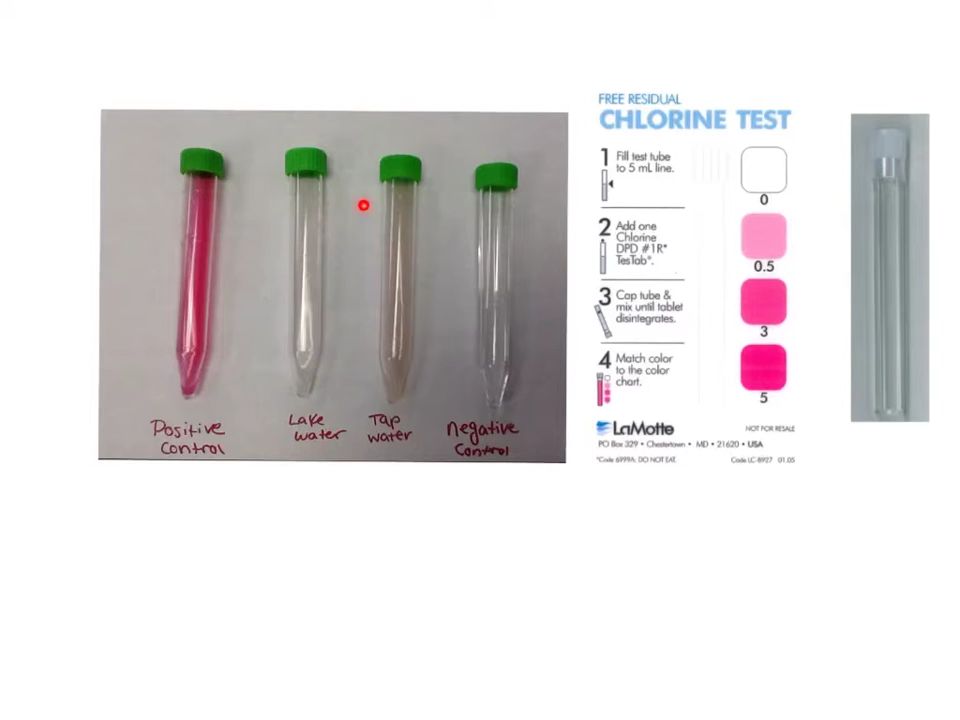 Positive
Control
Lake
water
Tap
water
Negative
Control
FREE RESIDUAL
CHLORINE TEST
1 Fill test tube
to 5 mL line.
2 Add one
Chlorine
DPD #1R*
TesTab*.
3 Cap tube &
mix until tablet
disintegrates.
4 Match color
to the color
chart.
0
0.5
3
5
LaMotte
NOT FOR RESALE
PO Box 329 • Chestertown • MD • 21620 • USA
*Code 6999A. DO NOT EAT.
Code LC-8927 01.05